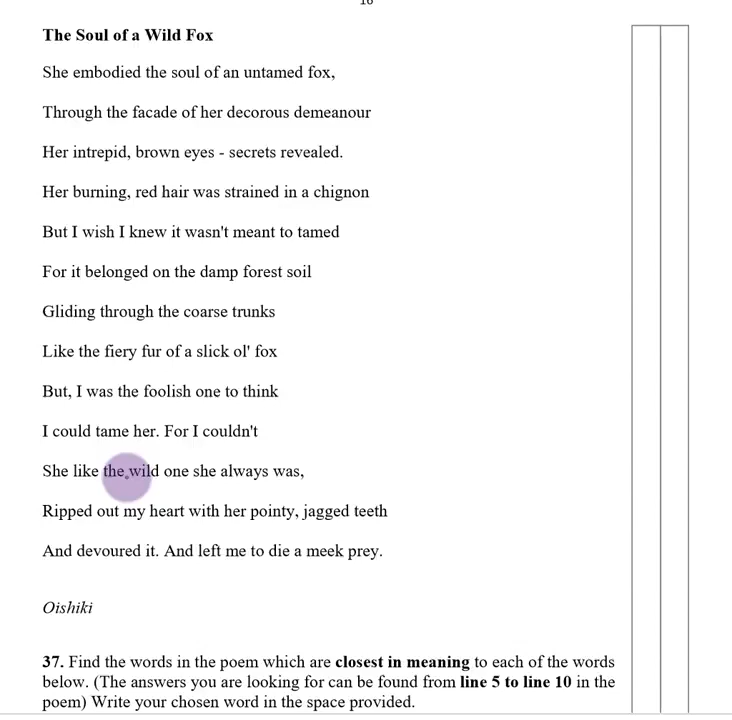 16
The Soul of a Wild Fox
She embodied the soul of an untamed fox,
Through the facade of her decorous demeanour
Her intrepid, brown eyes - secrets revealed.
Her burning, red hair was strained in a chignon
But I wish I knew it wasn't meant to tamed
For it belonged on the damp forest soil
Gliding through the coarse trunks
Like the fiery fur of a slick ol' fox
But, I was the foolish one to think
I could tame her. For I couldn't
She like the wild one she always was,
Ripped out my heart with her pointy, jagged teeth
And devoured it. And left me to die a meek prey.
Oishiki
37. Find the words in the poem which are closest in meaning to each of the words
below. (The answers you are looking for can be found from line 5 to line 10 in the
poem) Write your chosen word in the space provided.